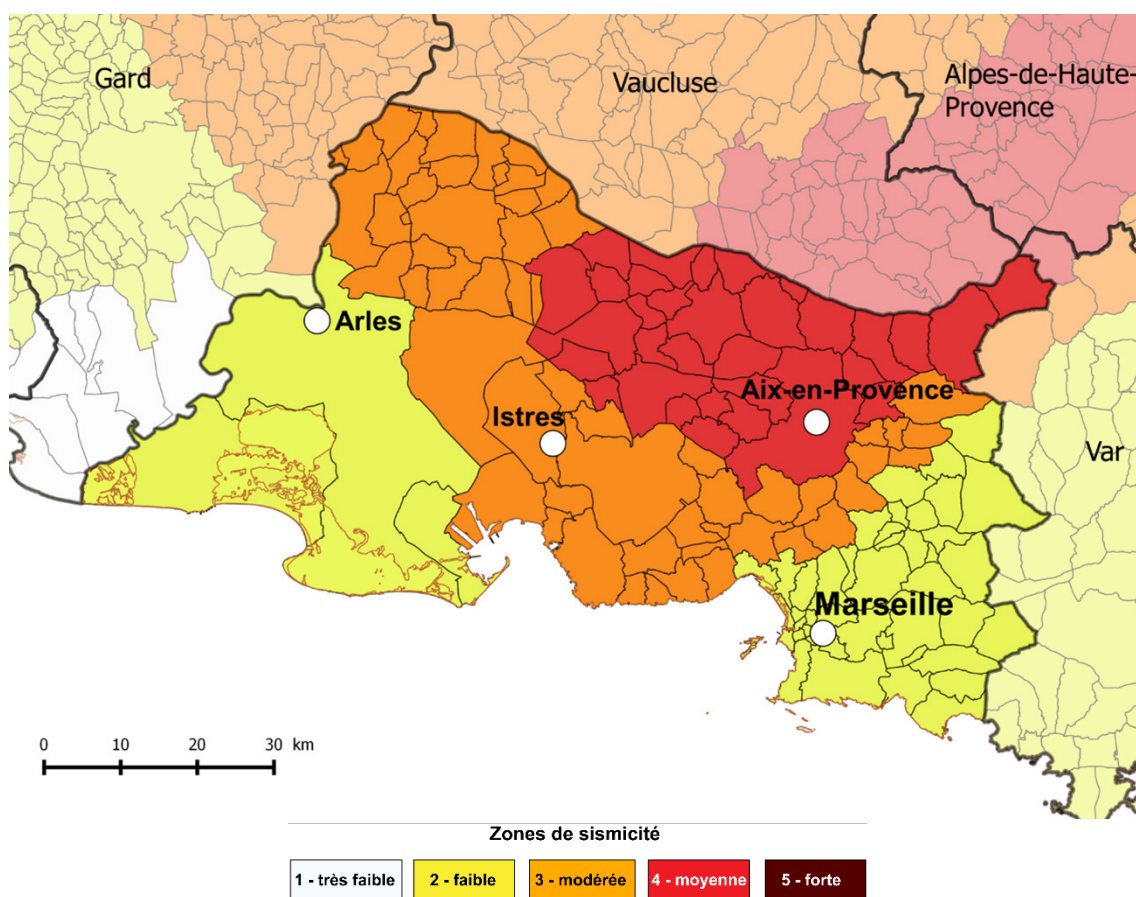 Gard
Vaucluse
Alpes-de-Haute-
Provence
Arles
Aix-en-Provence
Istres
Var
Marseille
0 10 20 30 km
Zones de sismicité
1 - très faible
2 - faible
3 - modérée
4 - moyenne
5 - forte